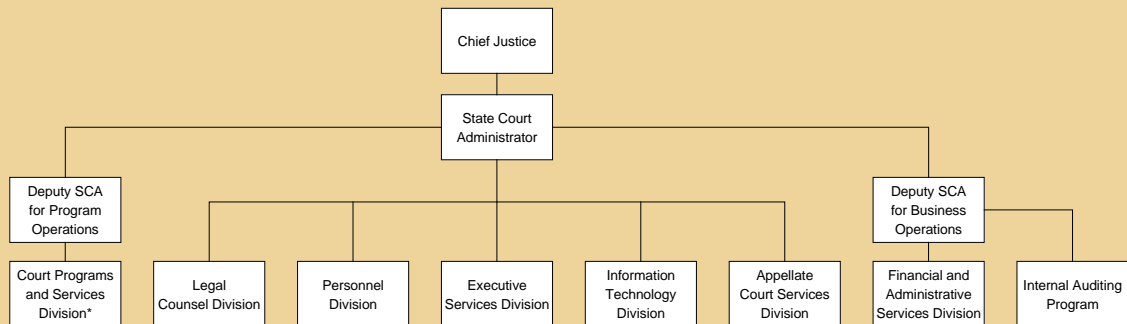 Chief Justice
State Court
Administrator
Deputy SCA
for Program
Operations
Deputy SCA
for Business
Operations
Court Programs
and Services
Division*
Legal
Counsel Division
Personnel
Division
Executive
Services Division
Information
Technology
Division
Appellate
Court Services
Division
Financial and
Administrative
Services Division
Internal Auditing
Program